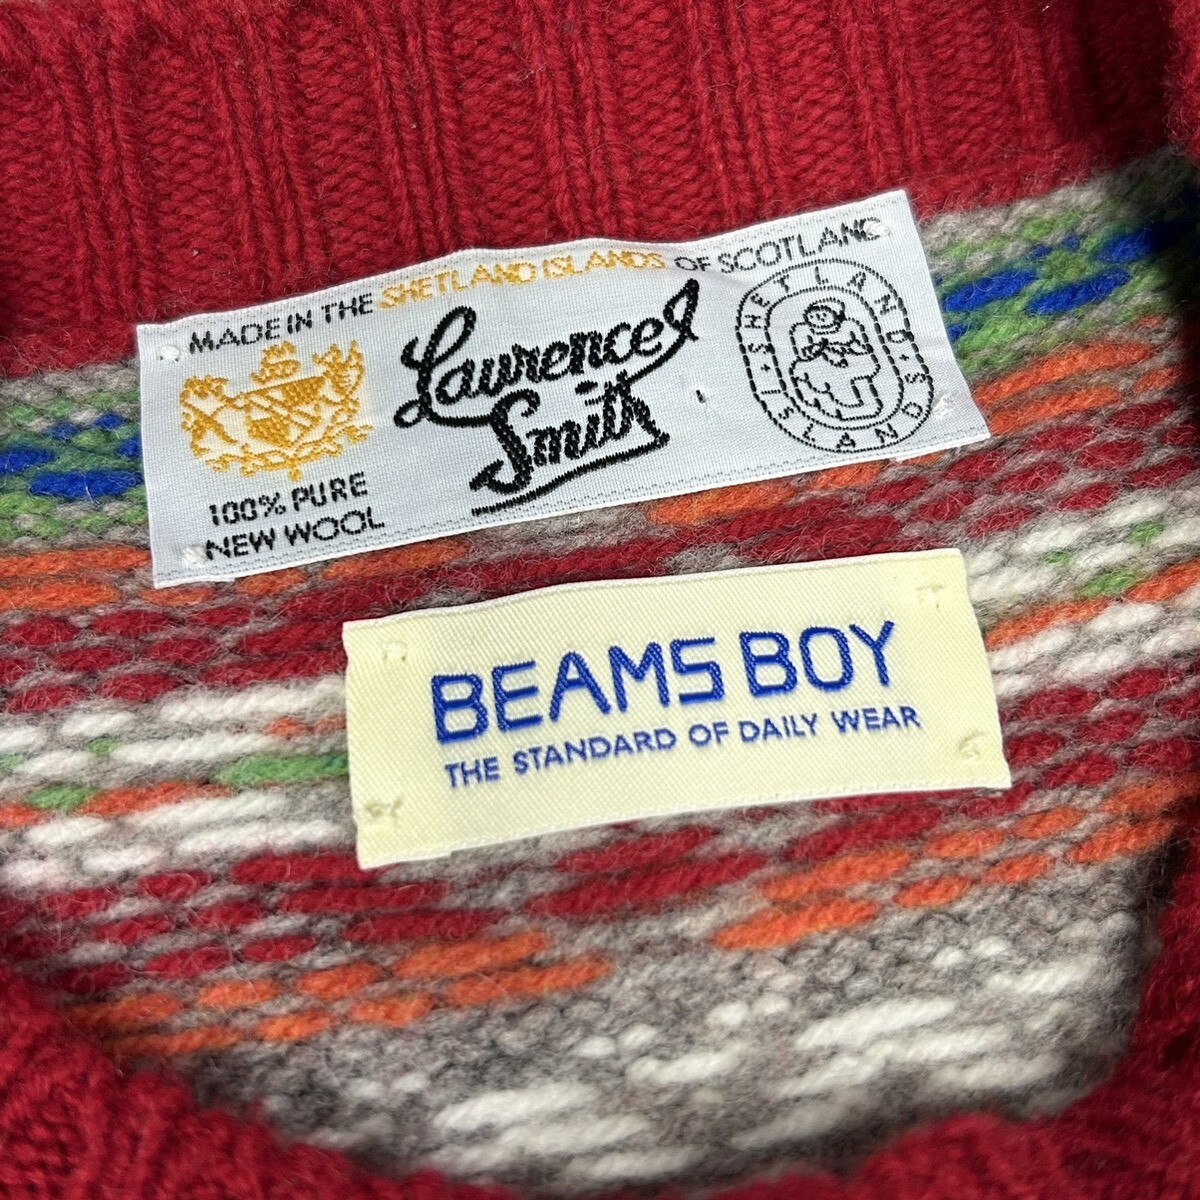 MADE IN THE SHETLAND ISLANDS OF SCOTLAND
Laurence J
Smith
100% PURE
NEW WOOL
· SHETLAND · ISLANDS
BEAMS BOY
THE STANDARD OF DAILY WEAR